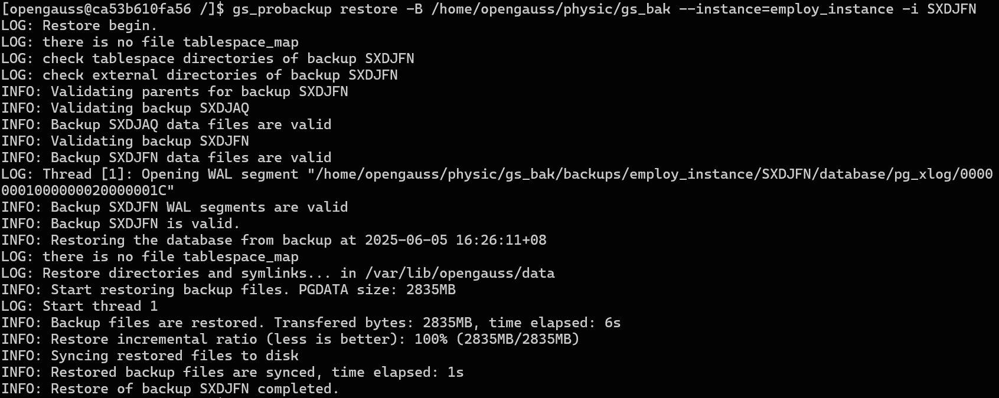 [opengauss@ca53b610fa56 /]$ gs_probackup restore -B /home/opengauss/physic/gs_bak --instance=employ_instance -i SXDJFN
LOG: Restore begin.
LOG: there is no file tablespace_map
LOG: check tablespace directories of backup SXDJFN
LOG: check external directories of backup SXDJFN
INFO: Validating parents for backup SXDJFN
INFO: Validating backup SXDJAQ
INFO: Backup SXDJAQ data files are valid
INFO: Validating backup SXDJFN
INFO: Backup SXDJFN data files are valid
LOG: Thread [1]: Opening WAL segment "/home/opengauss/physic/gs_bak/backups/employ_instance/SXDJFN/database/pg_xlog/0000
00010000000020000001C"
INFO: Backup SXDJFN WAL segments are valid
INFO: Backup SXDJFN is valid.
INFO: Restoring the database from backup at 2025-06-05 16:26:11+08
LOG: there is no file tablespace_map
LOG: Restore directories and symlinks... in /var/lib/opengauss/data
INFO: Start restoring backup files. PGDATA size: 2835MB
LOG: Start thread 1
INFO: Backup files are restored. Transfered bytes: 2835MB, time elapsed: 6s
INFO: Restore incremental ratio (less is better): 100% (2835MB/2835MB)
INFO: Syncing restored files to disk
INFO: Restored backup files are synced, time elapsed: 1s
INFO: Restore of backup SXDJFN completed.